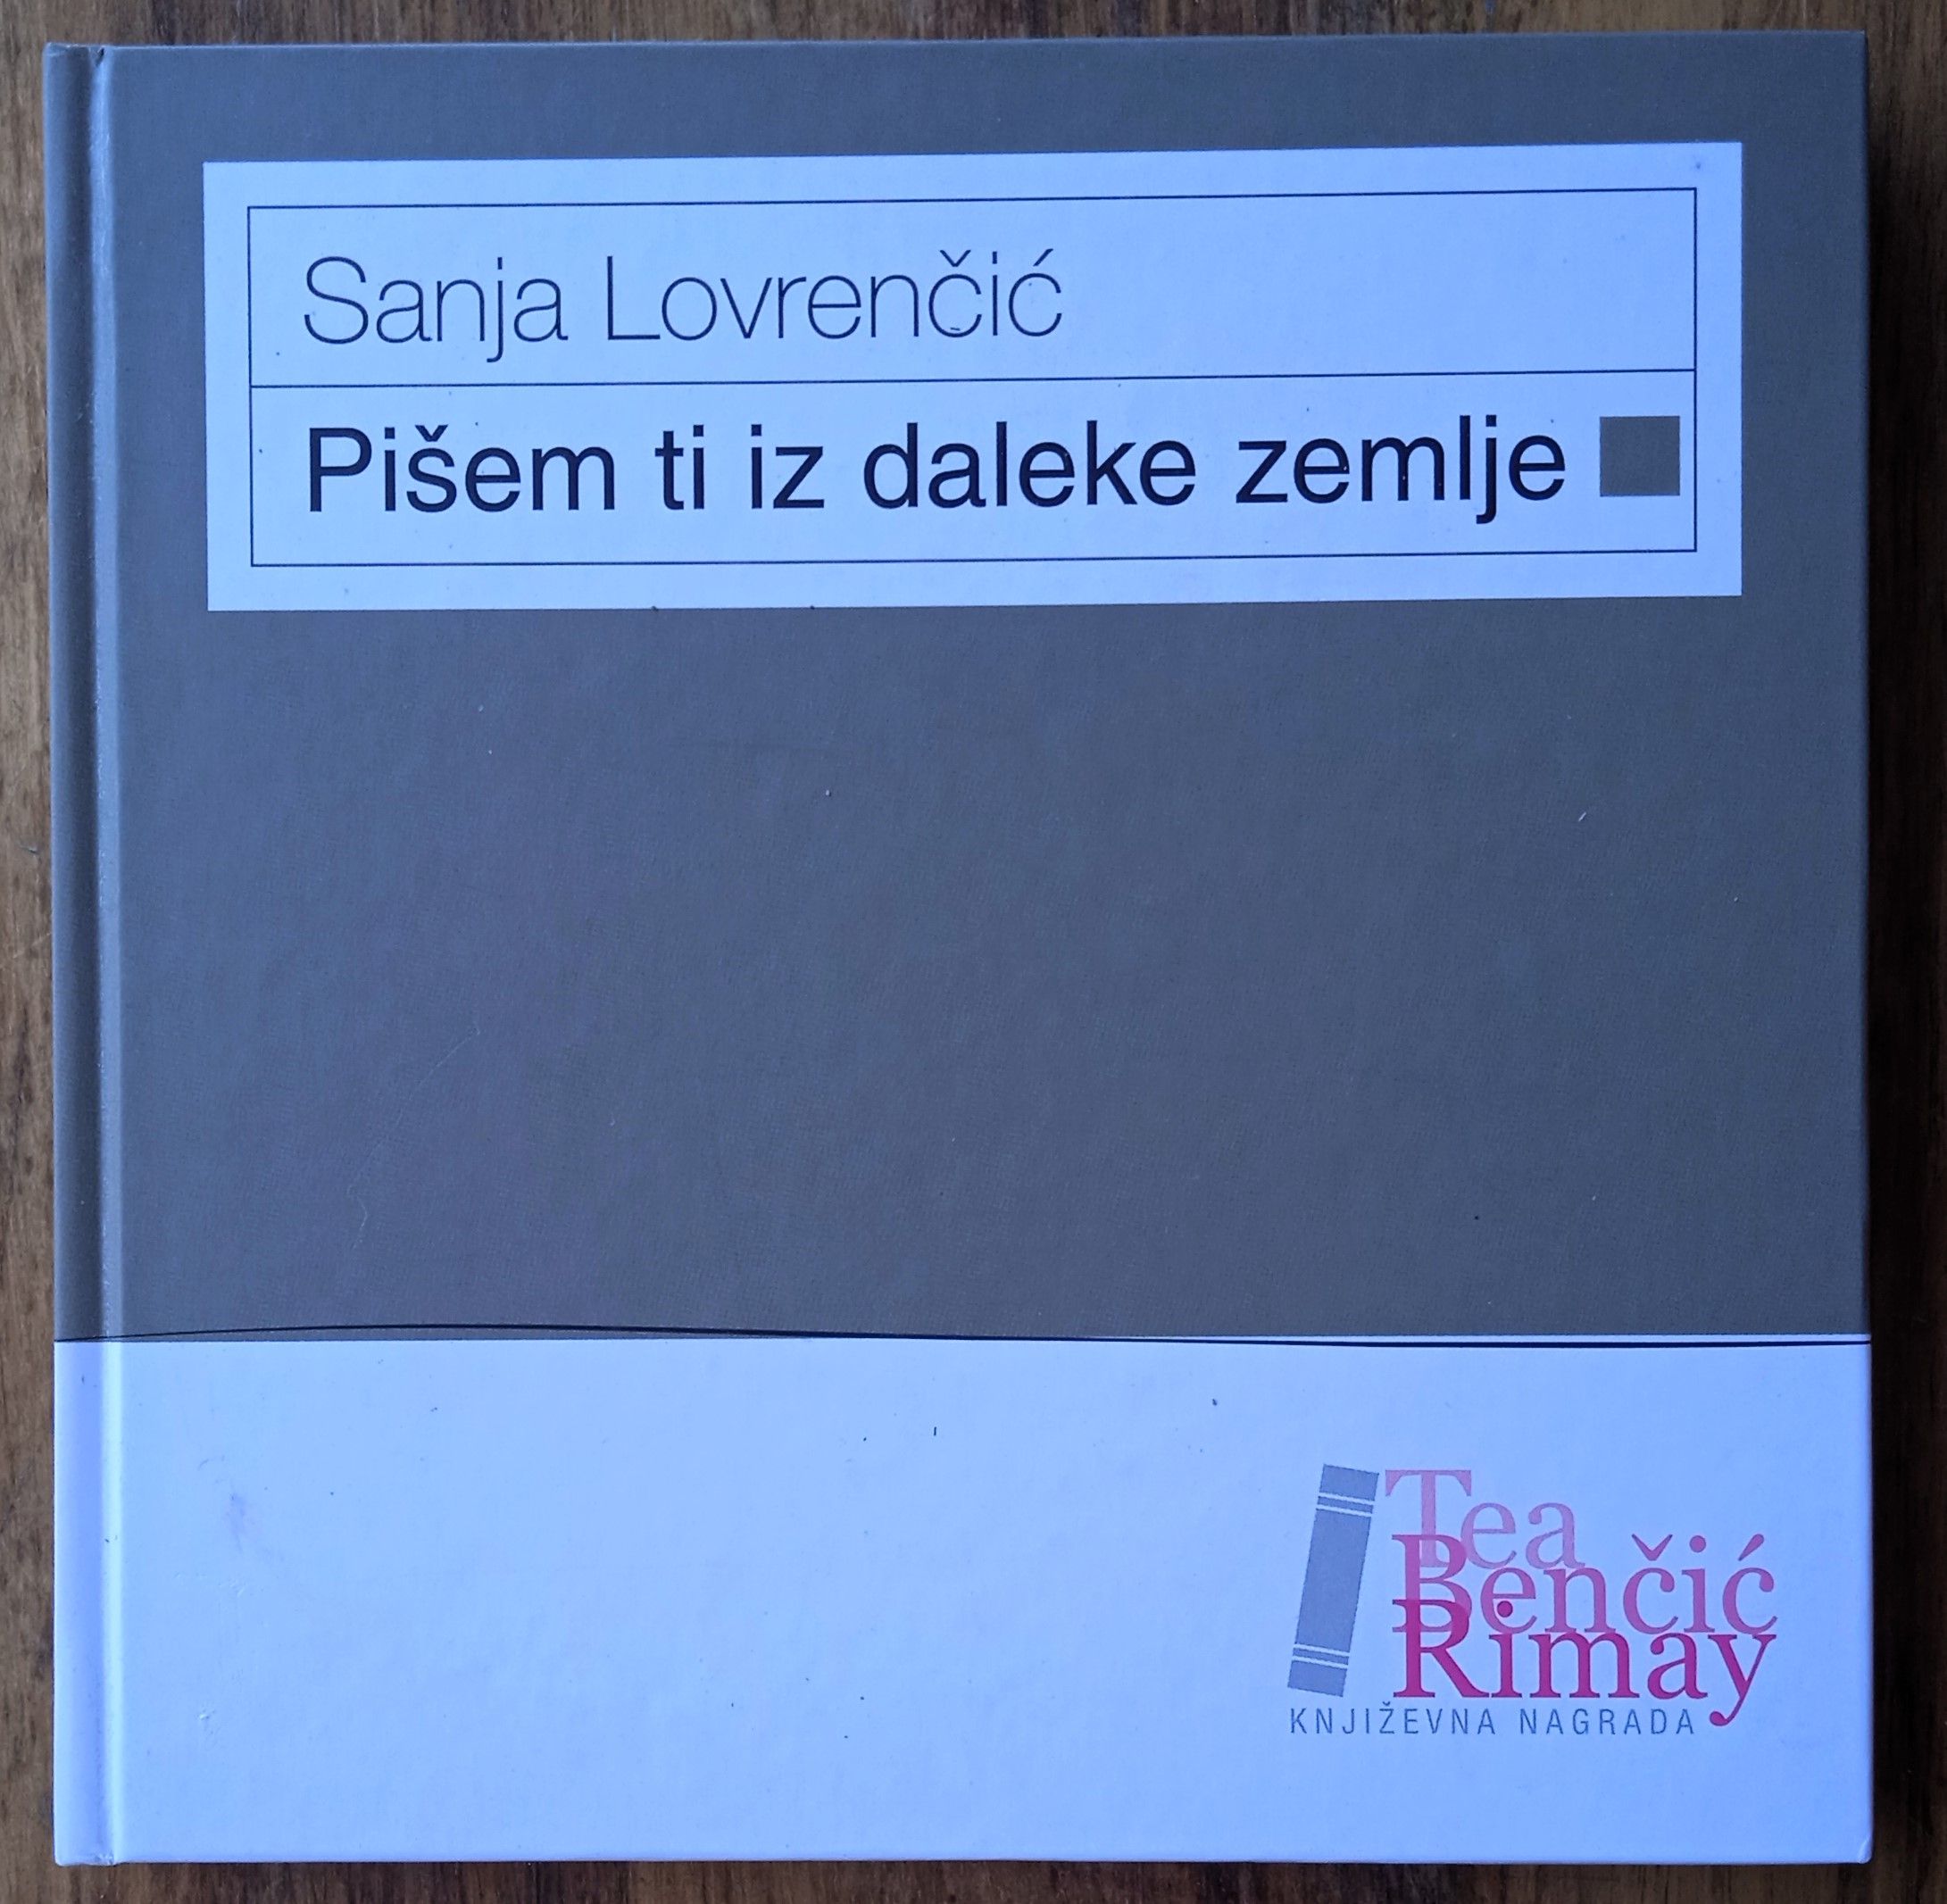 Sanja Lovrenčić
Pišem ti iz daleke zemlje
Tea
Benčić
Rimay
KNJIŽEVNA NAGRADA